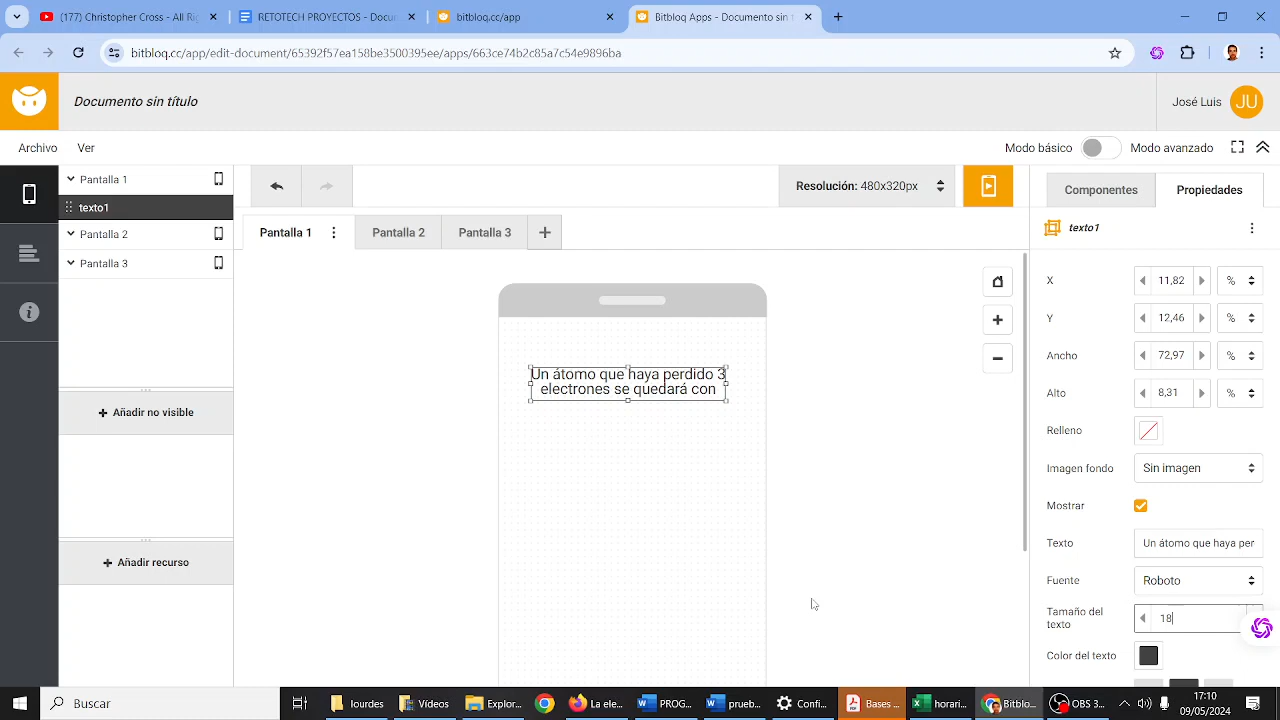 (177) Christopher Cross - All Rig
RETOTECH PROYECTOS - Docum
bitbloq.cc/app
Bitbloq Apps - Documento sin t
bitbloq.cc/app/edit-document/65392f57ea158be3500395ee/apps/663ce74b2c85a7c54e9896ba
Documento sin título
José Luis
JU
Archivo
Ver
Modo básico
Modo avanzado
Pantalla 1
texto1
Pantalla 2
Pantalla 3
Añadir no visible
Añadir recurso
Resolución: 480x320px
Pantalla 1
Pantalla 2
Pantalla 3
Un átomo que haya perdido 3
electrones se quedará con
Componentes
Propiedades
texto1
X
11,82
%
Y
12,46
%
Ancho
72,97
%
Alto
8,31
%
Relleno
Imagen fondo
Sin imagen
Mostrar
Texto
Un átomo que haya per
Fuente
Roboto
Tamaño del
texto
18
Color del texto
Buscar
lourdes
Vídeos
Explor...
La ele...
PROG...
prueb...
Confi...
Bases ...
horari...
Bitblo...
OBS 3...
17:10
09/05/2024